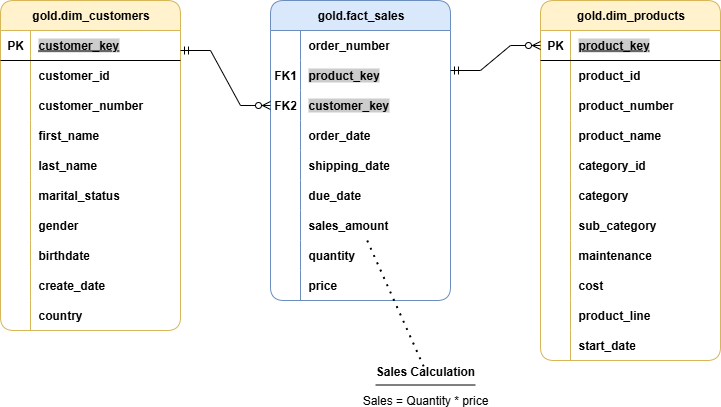 gold.dim_customers
PK customer_key
customer_id
customer_number
first_name
last_name
marital_status
gender
birthdate
create_date
country
gold.fact_sales
order_number
FK1 product_key
FK2 customer_key
order_date
shipping_date
due_date
sales_amount
quantity
price
gold.dim_products
PK product_key
product_id
product_number
product_name
category_id
category
sub_category
maintenance
cost
product_line
start_date
Sales Calculation
Sales = Quantity * price